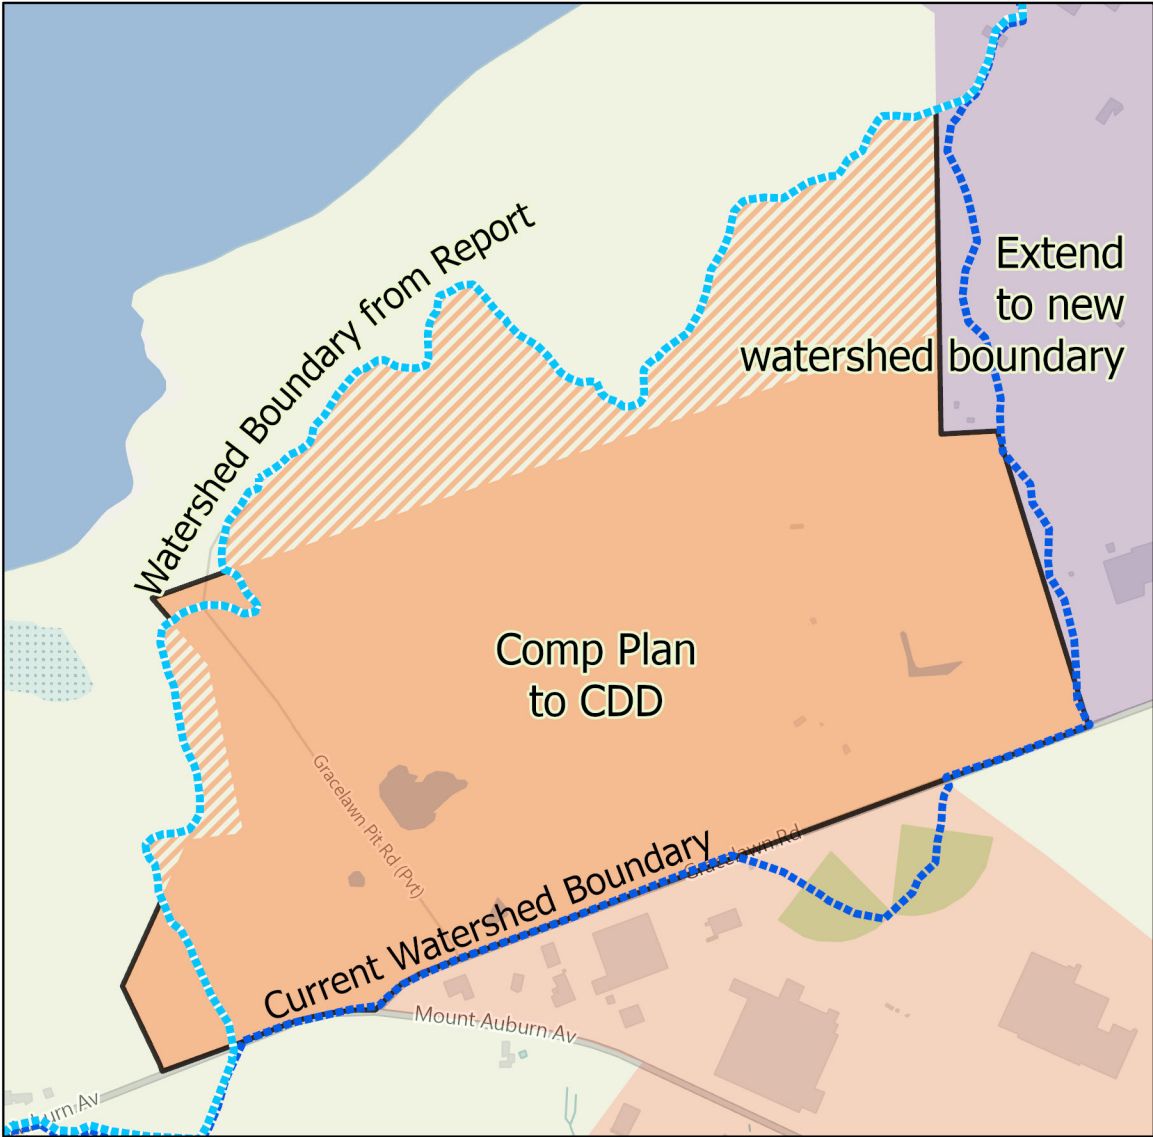 Watershed Boundary from Report
Extend
to new
watershed boundary
Comp Plan
to CDD
Gracelawn Pit Rd (Pvt)
Gracelawn Rd
Current Watershed Boundary
Mount Auburn Av
burn Av